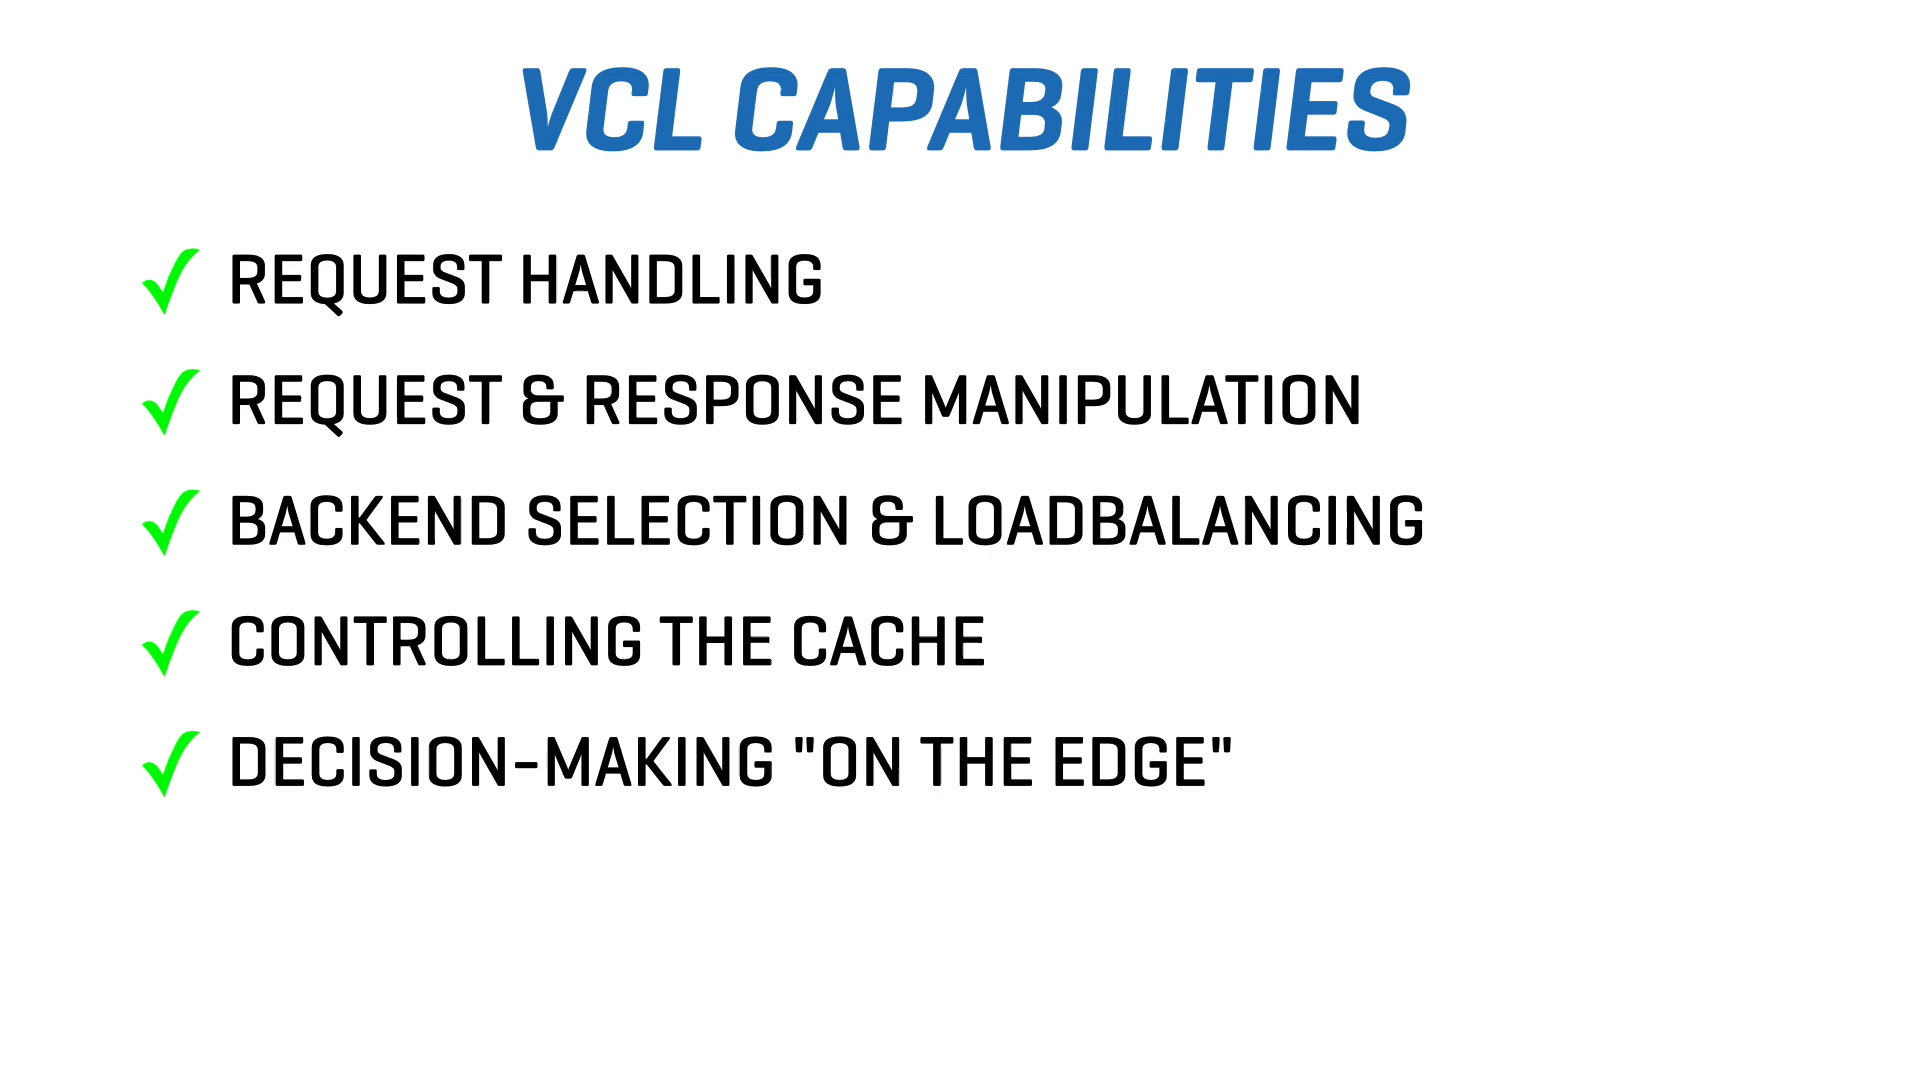 VCL CAPABILITIES
✓ REQUEST HANDLING
✓ REQUEST & RESPONSE MANIPULATION
✓ BACKEND SELECTION & LOADBALANCING
✓ CONTROLLING THE CACHE
✓ DECISION-MAKING "ON THE EDGE"